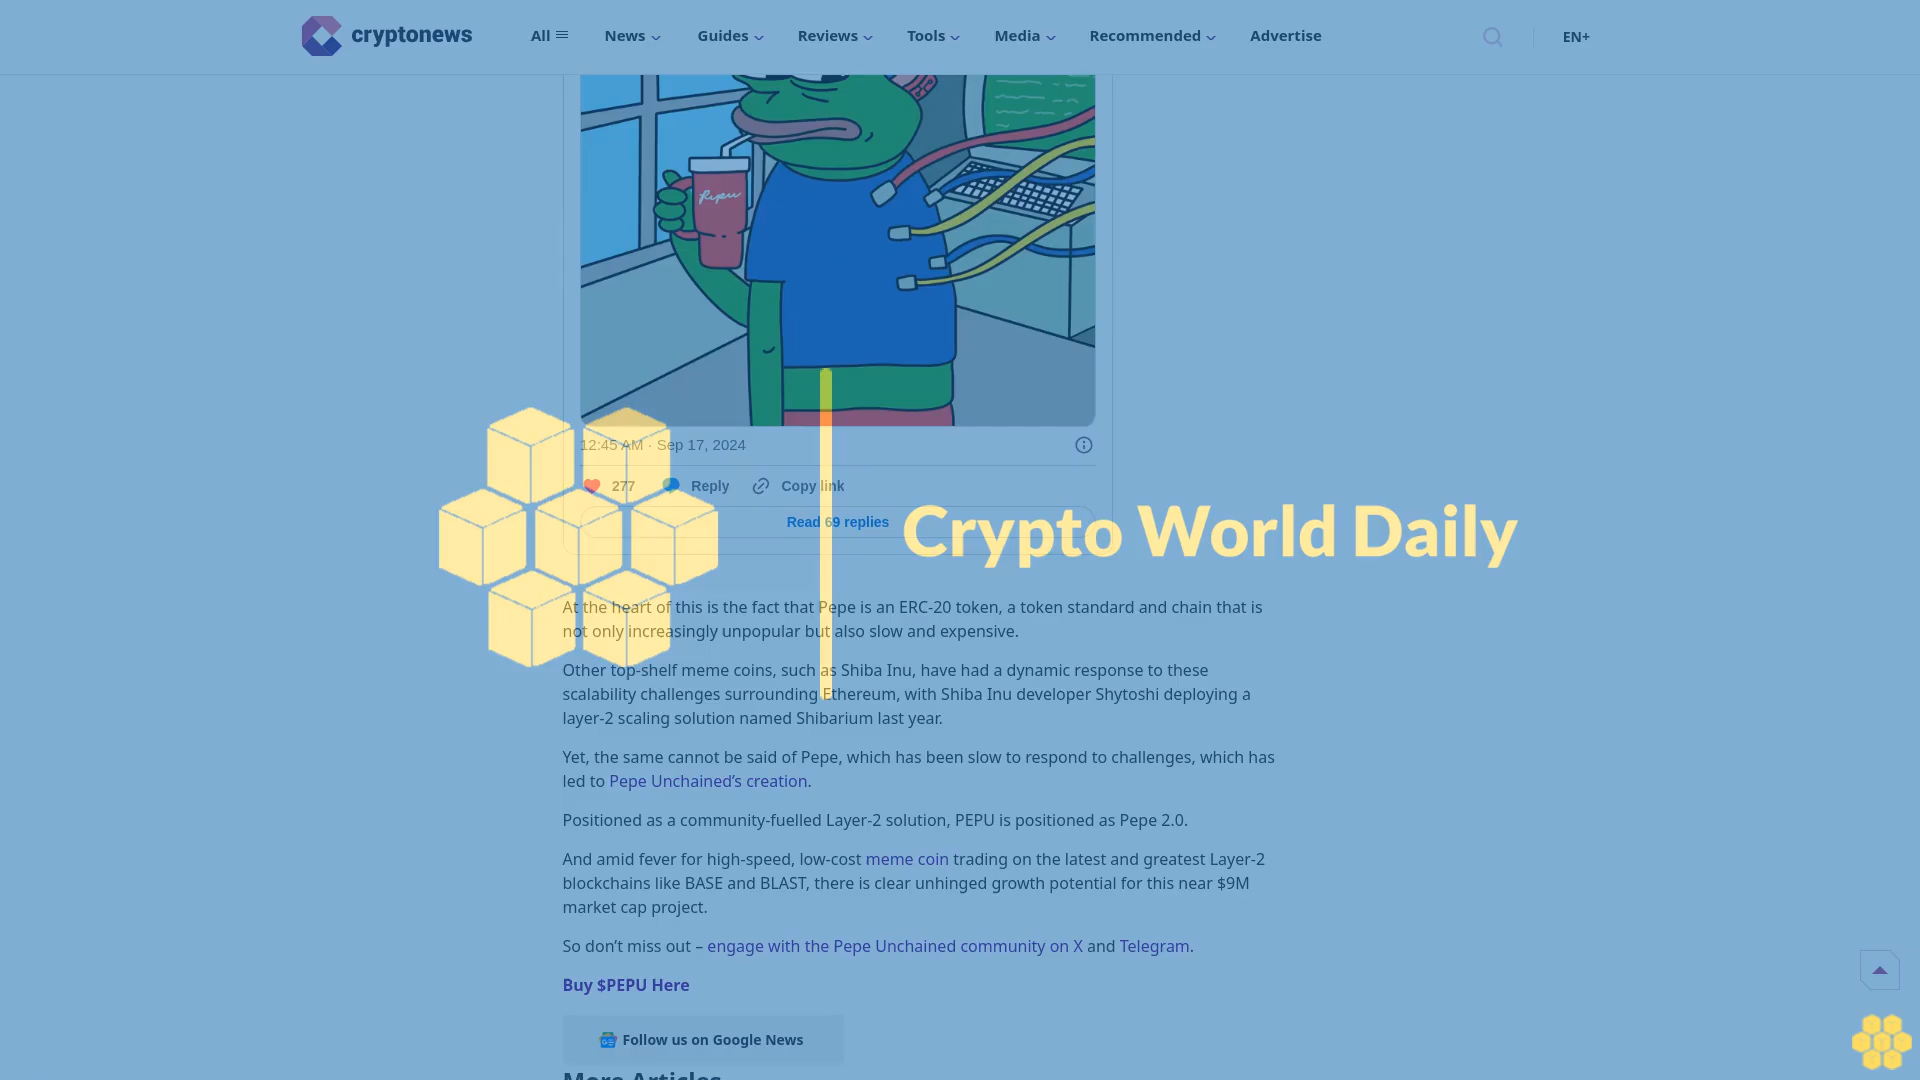 cryptonews
All
News
Guides
Reviews
Tools
Media
Recommended
Advertise
EN+
Pepu
12:45 AM · Sep 17, 2024
277
Reply
Copy link
Read 69 replies
Crypto World Daily
At the heart of this is the fact that Pepe is an ERC-20 token, a token standard and chain that is
not only increasingly unpopular but also slow and expensive.
Other top-shelf meme coins, such as Shiba Inu, have had a dynamic response to these
scalability challenges surrounding Ethereum, with Shiba Inu developer Shytoshi deploying a
layer-2 scaling solution named Shibarium last year.
Yet, the same cannot be said of Pepe, which has been slow to respond to challenges, which has
led to Pepe Unchained’s creation.
Positioned as a community-fuelled Layer-2 solution, PEPU is positioned as Pepe 2.0.
And amid fever for high-speed, low-cost meme coin trading on the latest and greatest Layer-2
blockchains like BASE and BLAST, there is clear unhinged growth potential for this near $9M
market cap project.
So don’t miss out – engage with the Pepe Unchained community on X and Telegram.
Buy $PEPU Here
Follow us on Google News
More Articles